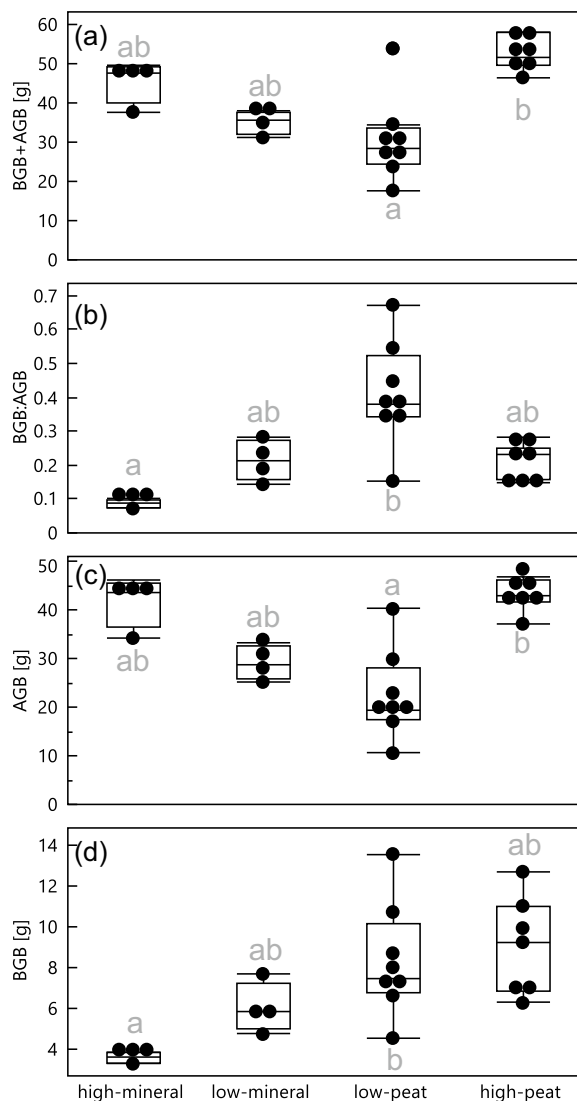 (a)
BGB+AGB [g]
60
50
40
30
20
10
0
ab
ab
a
b
(b)
BGB:AGB
0.7
0.6
0.5
0.4
0.3
0.2
0.1
0
a
ab
b
ab
(c)
AGB [g]
50
40
30
20
10
0
ab
ab
a
b
(d)
BGB [g]
14
12
10
8
6
4
a
ab
b
ab
high-mineral low-mineral low-peat high-peat